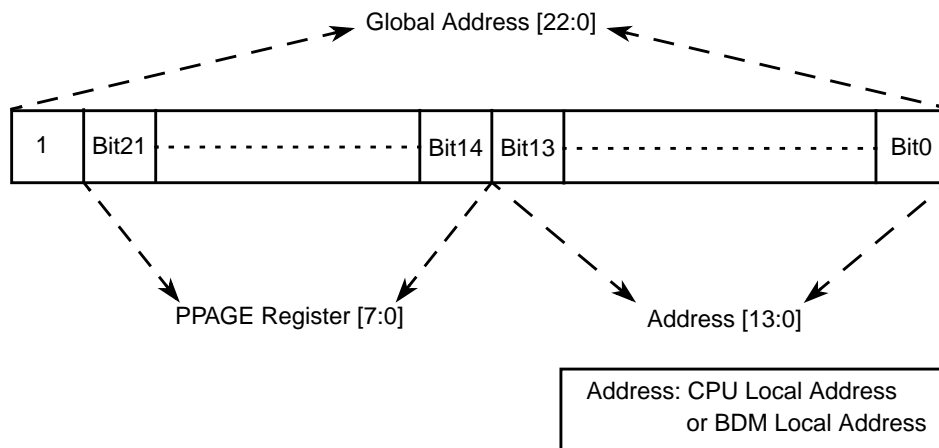 Global Address [22:0]
1 Bit21 Bit14 Bit13 Bit0
PPAGE Register [7:0] Address [13:0]
Address: CPU Local Address
or BDM Local Address